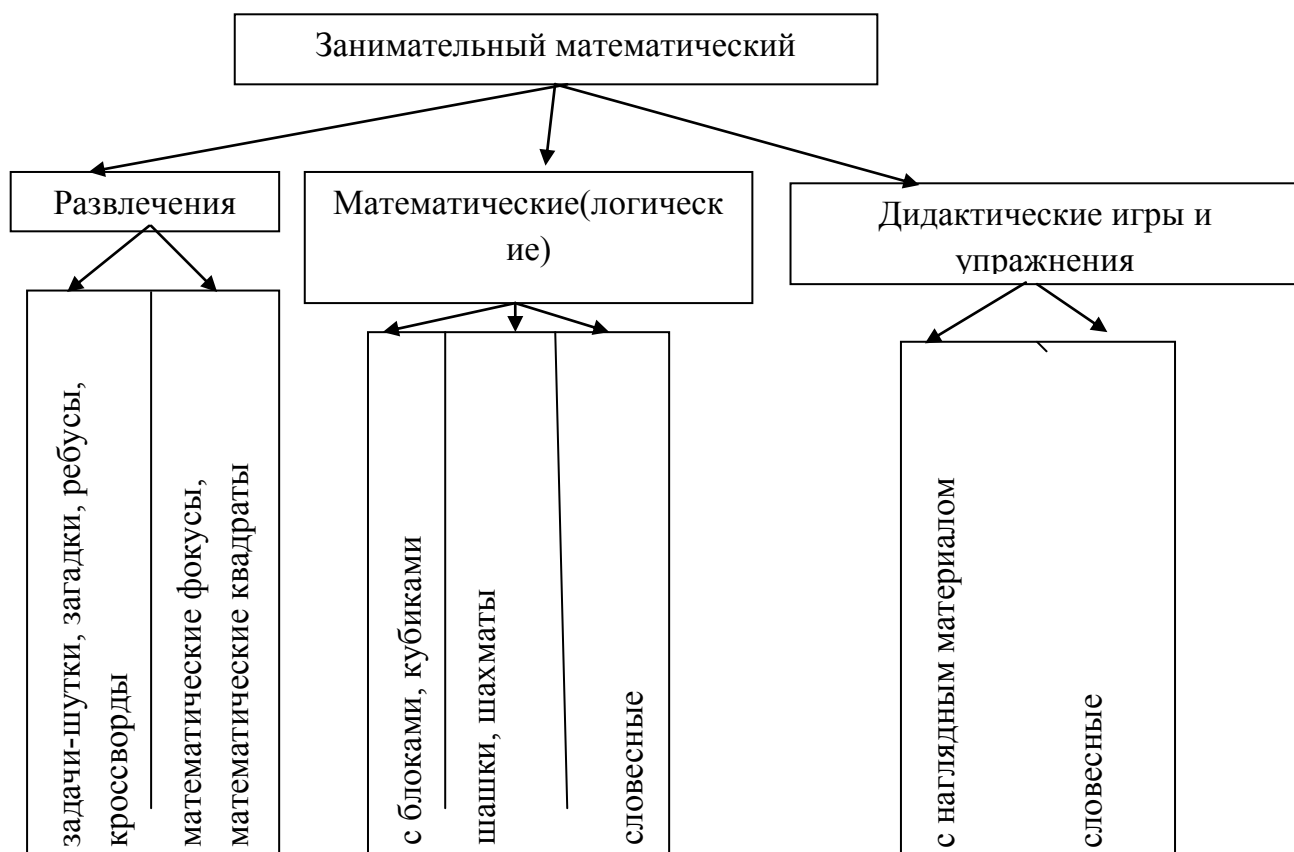 Занимательный математический
Развлечения
Математические(логическ
ие)
Дидактические игры и
упражнения
задачи-шутки, загадки, ребусы,
кроссворды
математические фокусы,
математические квадраты
с блоками, кубиками
шашки, шахматы
словесные
с наглядным материалом
словесные